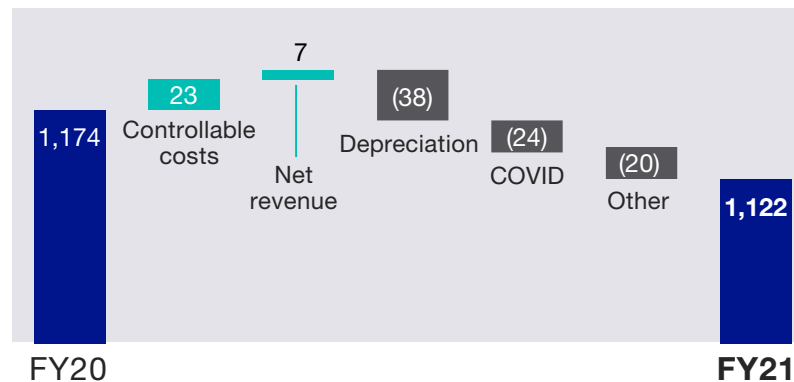 7
23
(38)
1,174
Controllable
costs
Depreciation
(24)
COVID
Net
revenue
(20)
Other
1,122
FY20
FY21